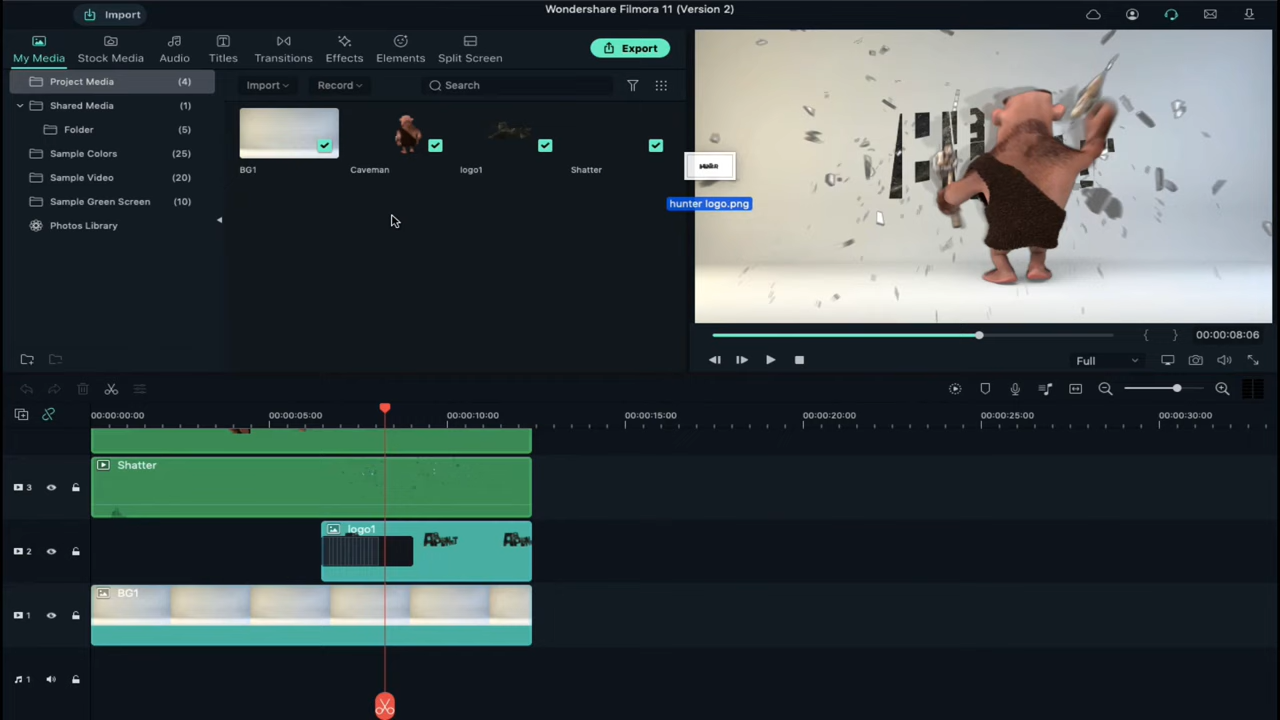 Wondershare Filmora 11 (Version 2)
Import
My Media
Stock Media
Audio
Titles
Transitions
Effects
Elements
Split Screen
Export
Project Media (4)
Shared Media (1)
Folder (5)
Sample Colors (25)
Sample Video (20)
Sample Green Screen (10)
Photos Library
Import
Record
Search
BG1
Caveman
logo1
Shatter
hunter logo.png
00:00:08:06
Full
00:00:00:00
00:00:05:00
00:00:10:00
00:00:15:00
00:00:20:00
00:00:25:00
00:00:30:00
3
Shatter
2
logo1
1
BG1
1